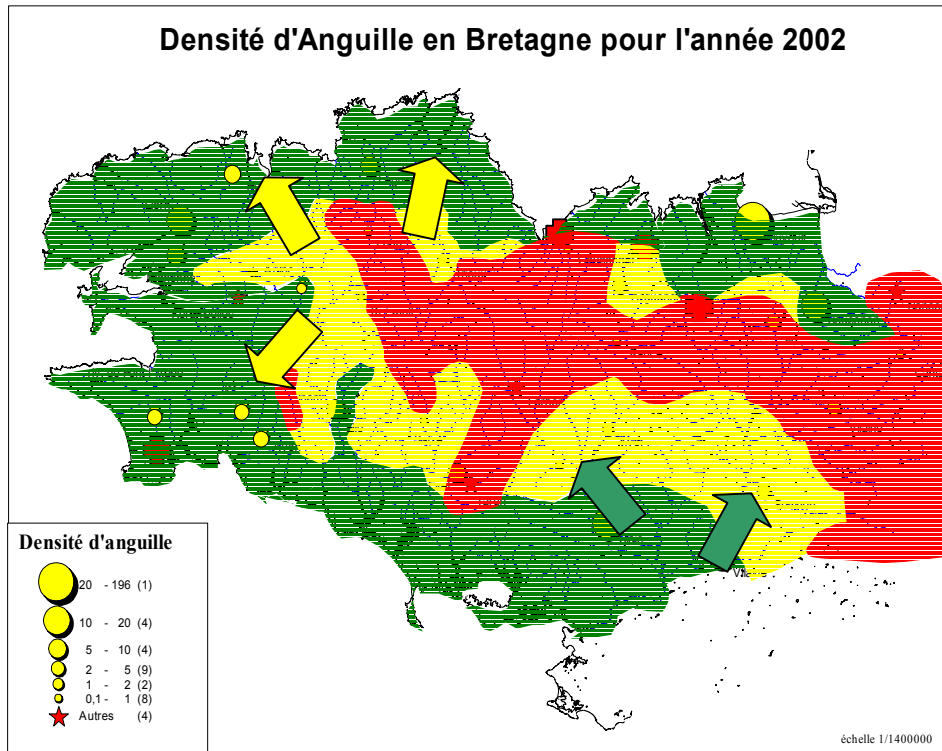 Densité d'Anguille en Bretagne pour l'année 2002
Densité d'anguille
20 - 196 (1)
10 - 20 (4)
5 - 10 (4)
2 - 5 (9)
1 - 2 (2)
0,1 - 1 (8)
Autres (4)
échelle 1/1400000